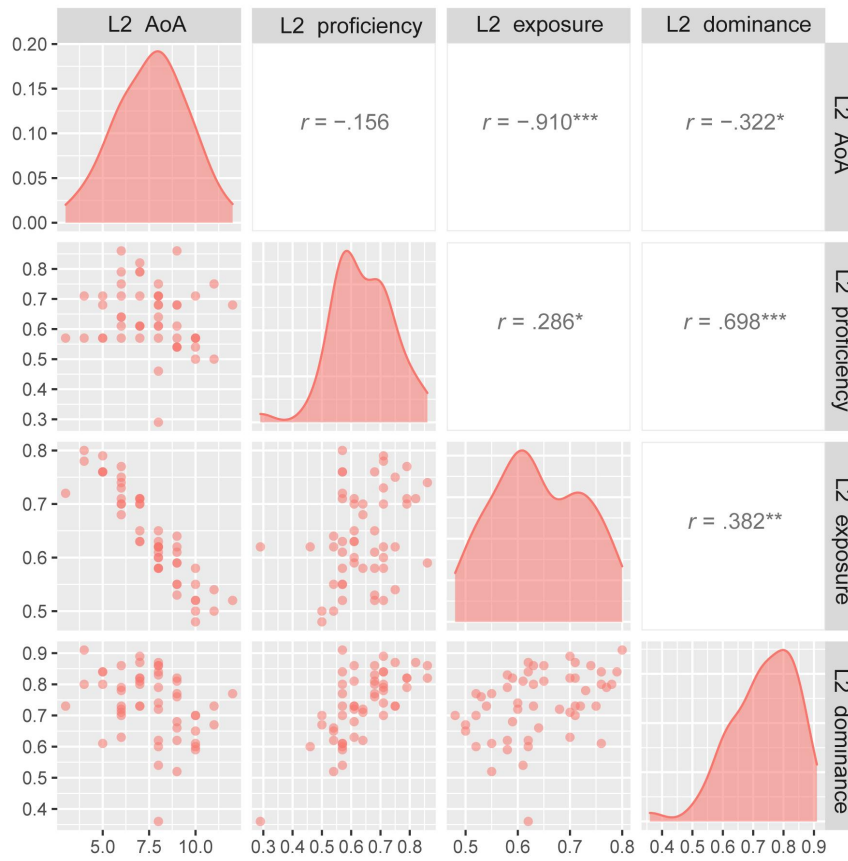 L2 AoA
L2 proficiency
L2 exposure
L2 dominance
0.20
0.15
0.10
0.05
0.00
r = −.156
r = −.910***
r = −.322*
L2 AoA
0.8
0.7
0.6
0.5
0.4
0.3
r = .286*
r = .698***
L2 proficiency
0.8
0.7
0.6
0.5
r = .382**
L2 exposure
0.9
0.8
0.7
0.6
0.5
0.4
L2 dominance
5.0 7.5 10.0
0.3 0.4 0.5 0.6 0.7 0.8
0.5 0.6 0.7 0.8
0.4 0.5 0.6 0.7 0.8 0.9